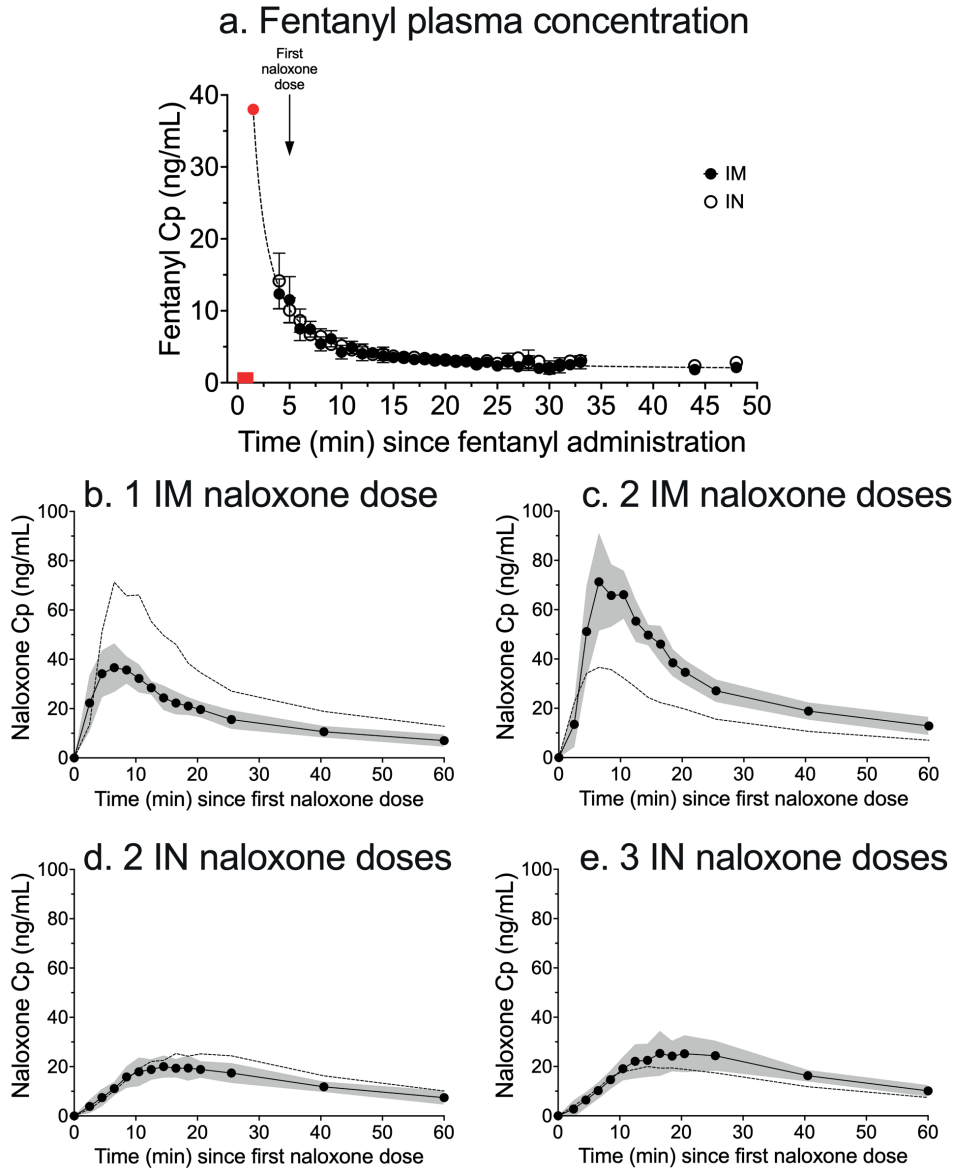 a. Fentanyl plasma concentration
First
naloxone
dose
Fentanyl Cp (ng/mL)
40
30
20
10
0
IM
IN
0 5 10 15 20 25 30 35 40 45 50
Time (min) since fentanyl administration
b. 1 IM naloxone dose
Naloxone Cp (ng/mL)
100
80
60
40
20
0
0 10 20 30 40 50 60
Time (min) since first naloxone dose
c. 2 IM naloxone doses
Naloxone Cp (ng/mL)
100
80
60
40
20
0
0 10 20 30 40 50 60
Time (min) since first naloxone dose
d. 2 IN naloxone doses
Naloxone Cp (ng/mL)
100
80
60
40
20
0
0 10 20 30 40 50 60
Time (min) since first naloxone dose
e. 3 IN naloxone doses
Naloxone Cp (ng/mL)
100
80
60
40
20
0
0 10 20 30 40 50 60
Time (min) since first naloxone dose